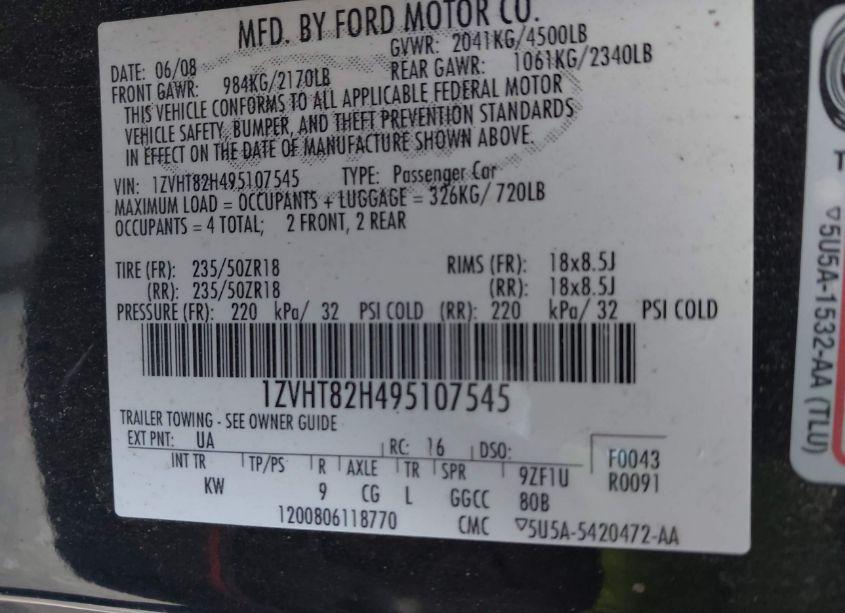 MFD. BY FORD MOTOR CO.
DATE: 06/08 GVWR: 2041KG/4500LB
FRONT GAWR: 984KG/2170LB REAR GAWR: 1061KG/2340LB
THIS VEHICLE CONFORMS TO ALL APPLICABLE FEDERAL MOTOR
VEHICLE SAFETY, BUMPER, AND THEFT PREVENTION STANDARDS
IN EFFECT ON THE DATE OF MANUFACTURE SHOWN ABOVE.
VIN: 1ZVHT82H495107545 TYPE: Passenger Car
MAXIMUM LOAD = OCCUPANTS + LUGGAGE = 326KG/ 720LB
OCCUPANTS = 4 TOTAL; 2 FRONT, 2 REAR
TIRE (FR): 235/50ZR18 RIMS (FR): 18x8.5J
(RR): 235/50ZR18 (RR): 18x8.5J
PRESSURE (FR): 220 kPa/ 32 PSI COLD (RR): 220 kPa/ 32 PSI COLD
1ZVHT82H495107545
TRAILER TOWING - SEE OWNER GUIDE
EXT PNT: UA RC: 16 DSO: F0043
INT TR TP/PS R AXLE TR SPR 9ZF1U R0091
KW 9 CG L GGCC 80B
1200806118770 CMC ▽5U5A-5420472-AA
T
▽5U5A-1532-AA (TLU)